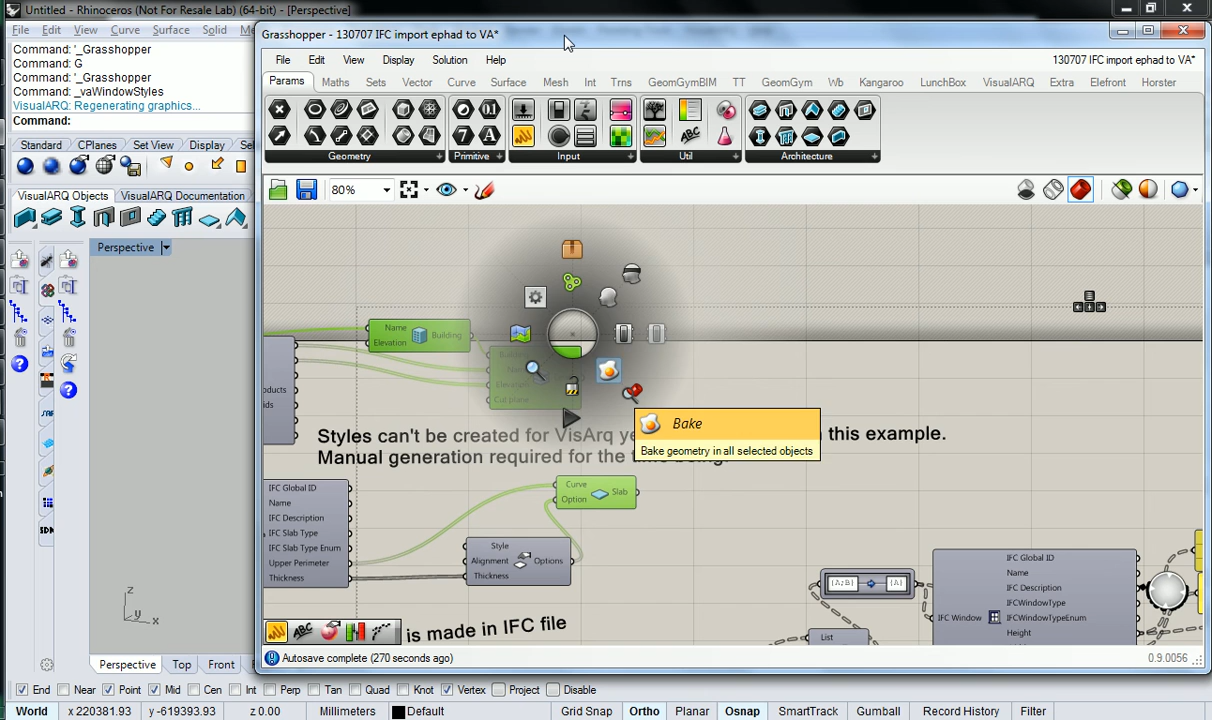 Untitled - Rhinoceros (Not For Resale Lab) (64-bit) - [Perspective]
File Edit View Curve Surface Solid
Command: '_Grasshopper
Command: G
Command: '_Grasshopper
Command: _vaWindowStyles
VisualARQ: Regenerating graphics...
Command:
Standard CPlanes Set View Display
VisualARQ Objects VisualARQ Documentation
Perspective
Grasshopper - 130707 IFC import ephad to VA*
File Edit View Display Solution Help 130707 IFC import ephad to VA*
Params Maths Sets Vector Curve Surface Mesh Int Trns GeomGymBIM TT GeomGym Wb Kangaroo LunchBox VisualARQ Extra Elefront Horster
Geometry Primitive Input Util Architecture
80%
Name
Elevation
Building
Cut plane
Bake
Bake geometry in all selected objects
Styles can't be created for VisArq this example.
Manual generation required for the time being
IFC Global ID
Name
IFC Description
IFC Slab Type
IFC Slab Type Enum
Upper Perimeter
Thickness
Curve
Option
Slab
Style
Alignment
Thickness
Options
{A;B} {A}
List
IFC Window
IFC Global ID
Name
IFC Description
IFCWindowType
IFCWindowTypeEnum
Height
is made in IFC file
Autosave complete (270 seconds ago) 0.9.0056
z
y
x
Perspective Top Front
End Near Point Mid Cen Int Perp Tan Quad Knot Vertex Project Disable
World x 220381.93 y -619393.93 z 0.00 Millimeters Default Grid Snap Ortho Planar Osnap SmartTrack Gumball Record History Filter